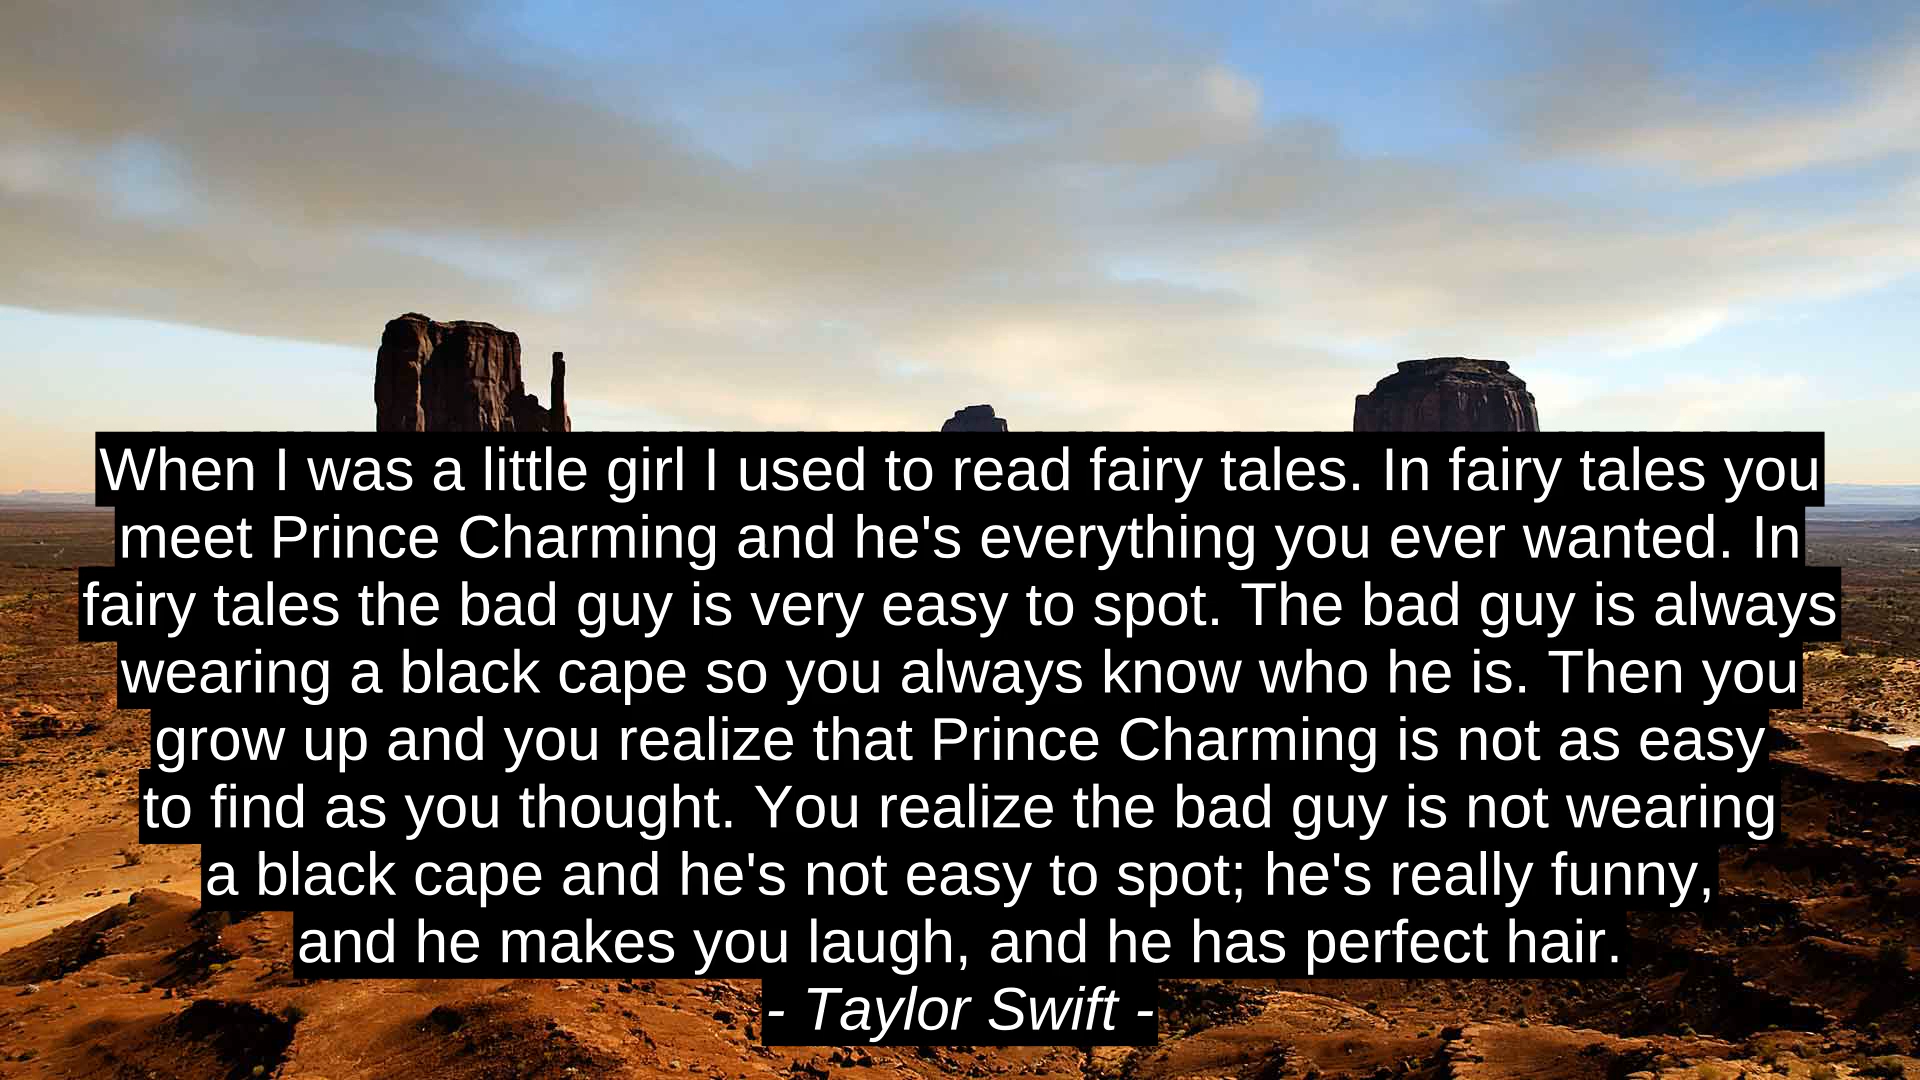 When I was a little girl I used to read fairy tales. In fairy tales you
meet Prince Charming and he's everything you ever wanted. In
fairy tales the bad guy is very easy to spot. The bad guy is always
wearing a black cape so you always know who he is. Then you
grow up and you realize that Prince Charming is not as easy
to find as you thought. You realize the bad guy is not wearing
a black cape and he's not easy to spot; he's really funny,
and he makes you laugh, and he has perfect hair.
- Taylor Swift -